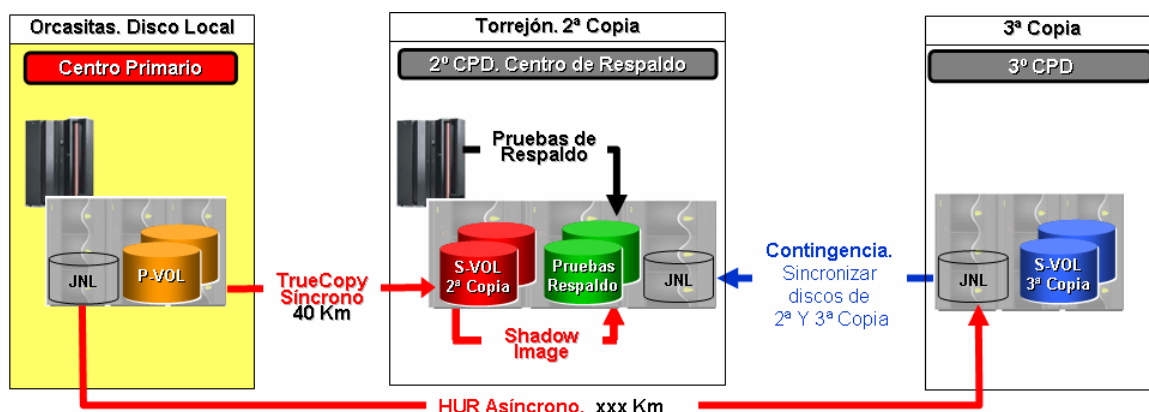 Orcasitas. Disco Local
Centro Primario
JNL
P-VOL
TrueCopy
Síncrono
40 Km
Torrejón. 2ª Copia
2º CPD. Centro de Respaldo
Pruebas de
Respaldo
S-VOL
2ª Copia
Pruebas
Respaldo
JNL
Shadow
Image
Contingencia.
Sincronizar
discos de
2ª Y 3ª Copia
3ª Copia
3º CPD
JNL
S-VOL
3ª Copia
HUR Asíncrono. xxx Km